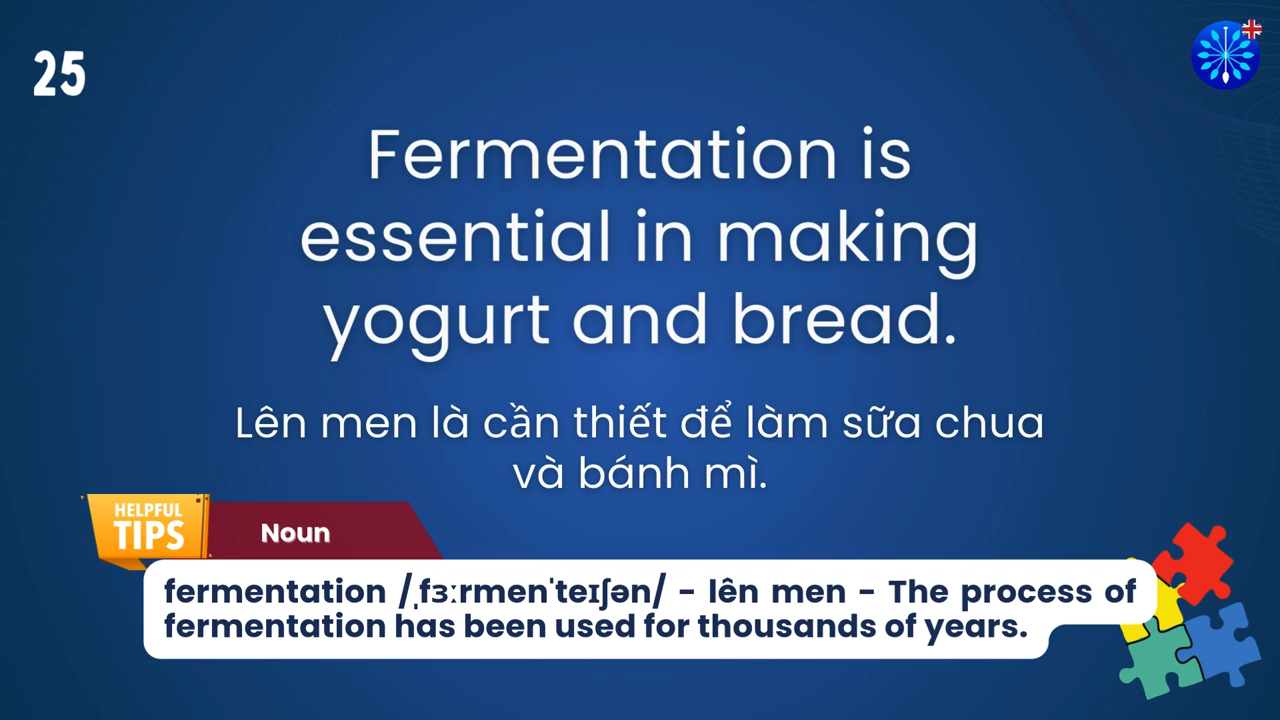 25
Fermentation is
essential in making
yogurt and bread.
Lên men là cần thiết để làm sữa chua
và bánh mì.
HELPFUL
TIPS
Noun
fermentation /ˌfɜːrmenˈteɪʃən/ - lên men - The process of
fermentation has been used for thousands of years.